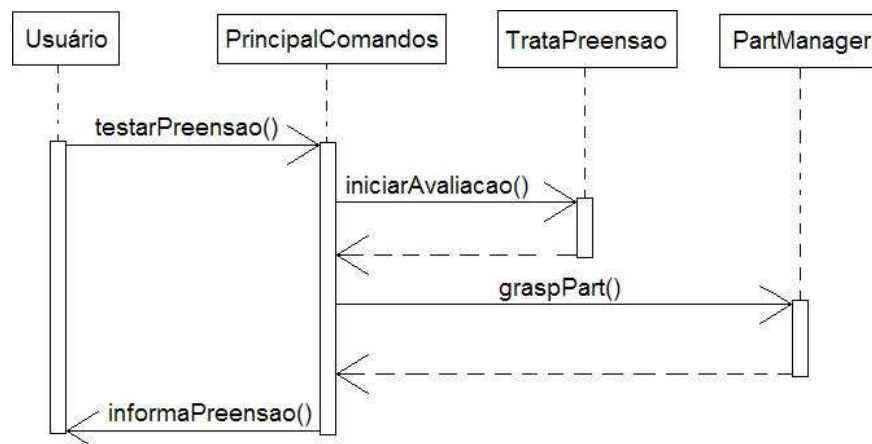 Usuário
PrincipalComandos
TrataPreensao
PartManager
testarPreensao()
iniciarAvaliacao()
graspPart()
informaPreensao()